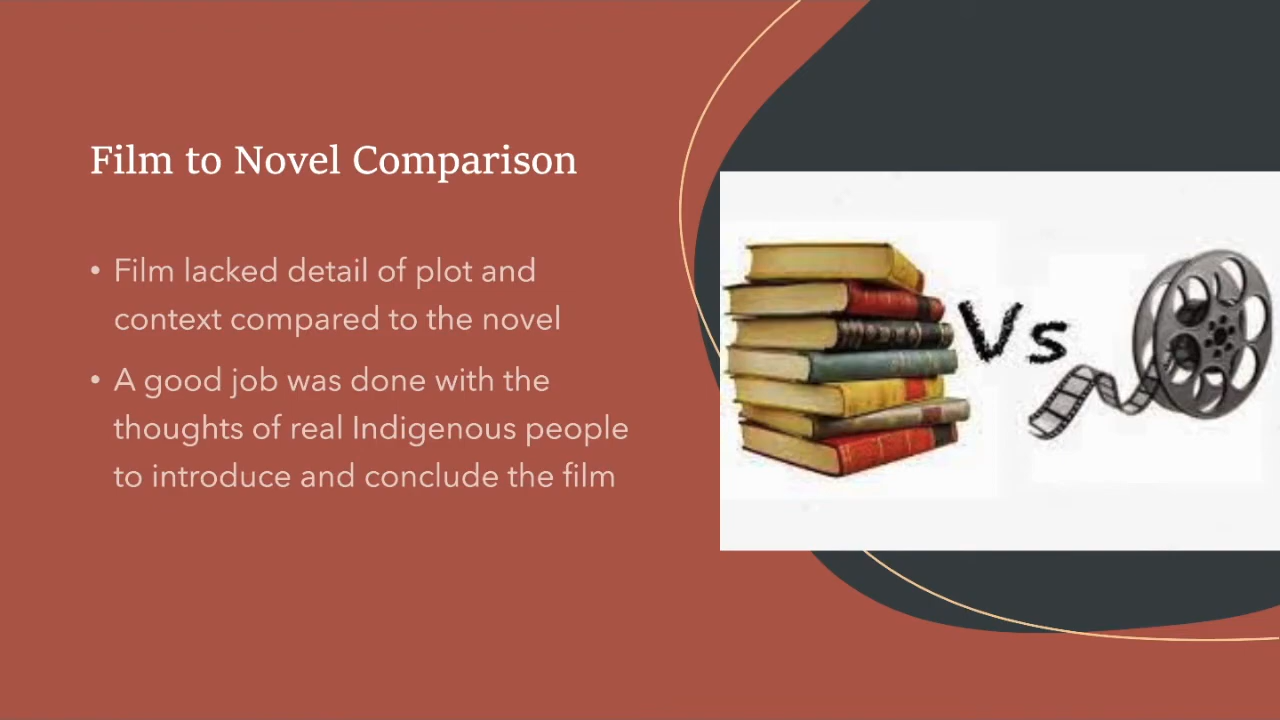 Film to Novel Comparison
• Film lacked detail of plot and
context compared to the novel
• A good job was done with the
thoughts of real Indigenous people
to introduce and conclude the film
Vs